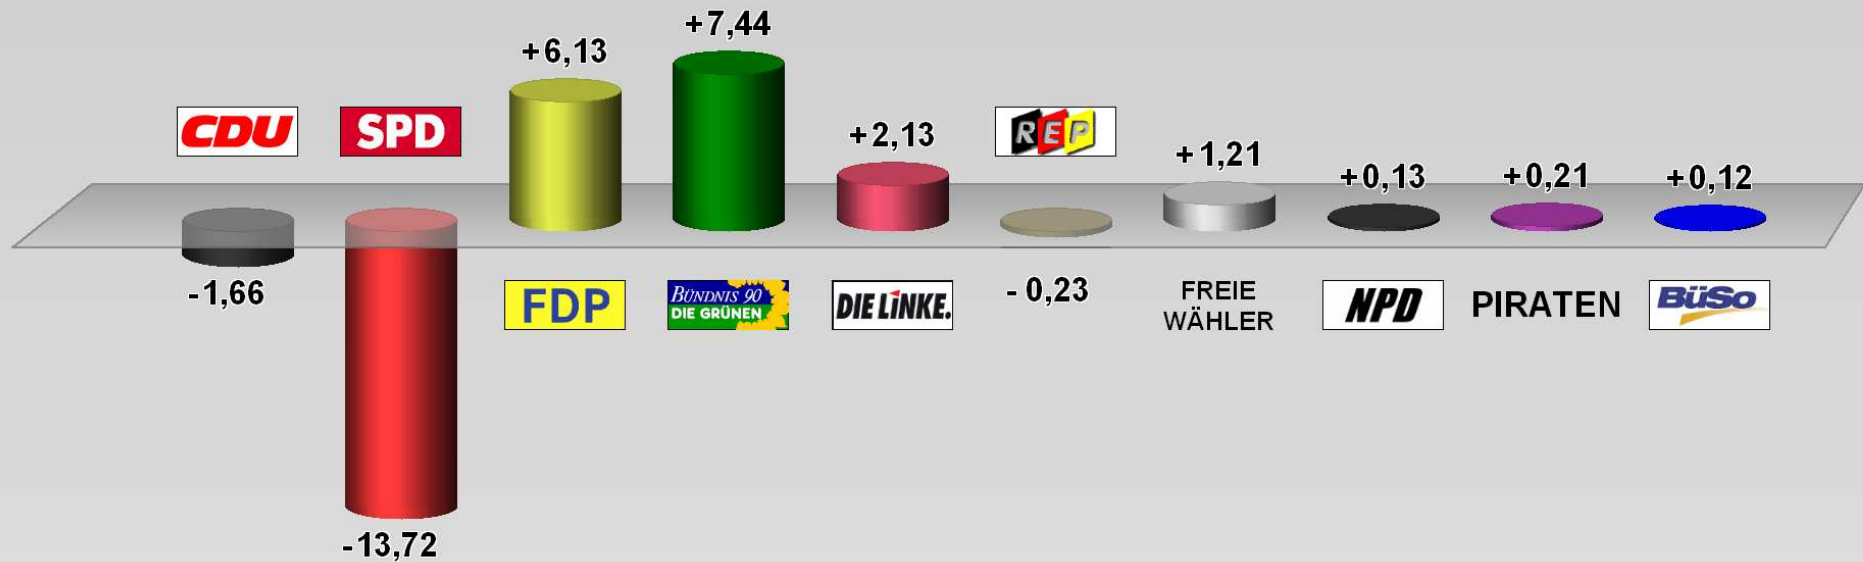 +7,44
+6,13
CDU
SPD
REP
+2,13
+1,21
+0,13
+0,21
+0,12
-1,66
FDP
BÜNDNIS 90
DIE GRÜNEN
DIE LINKE.
- 0,23
FREIE
WÄHLER
NPD
PIRATEN
BüSo
-13,72